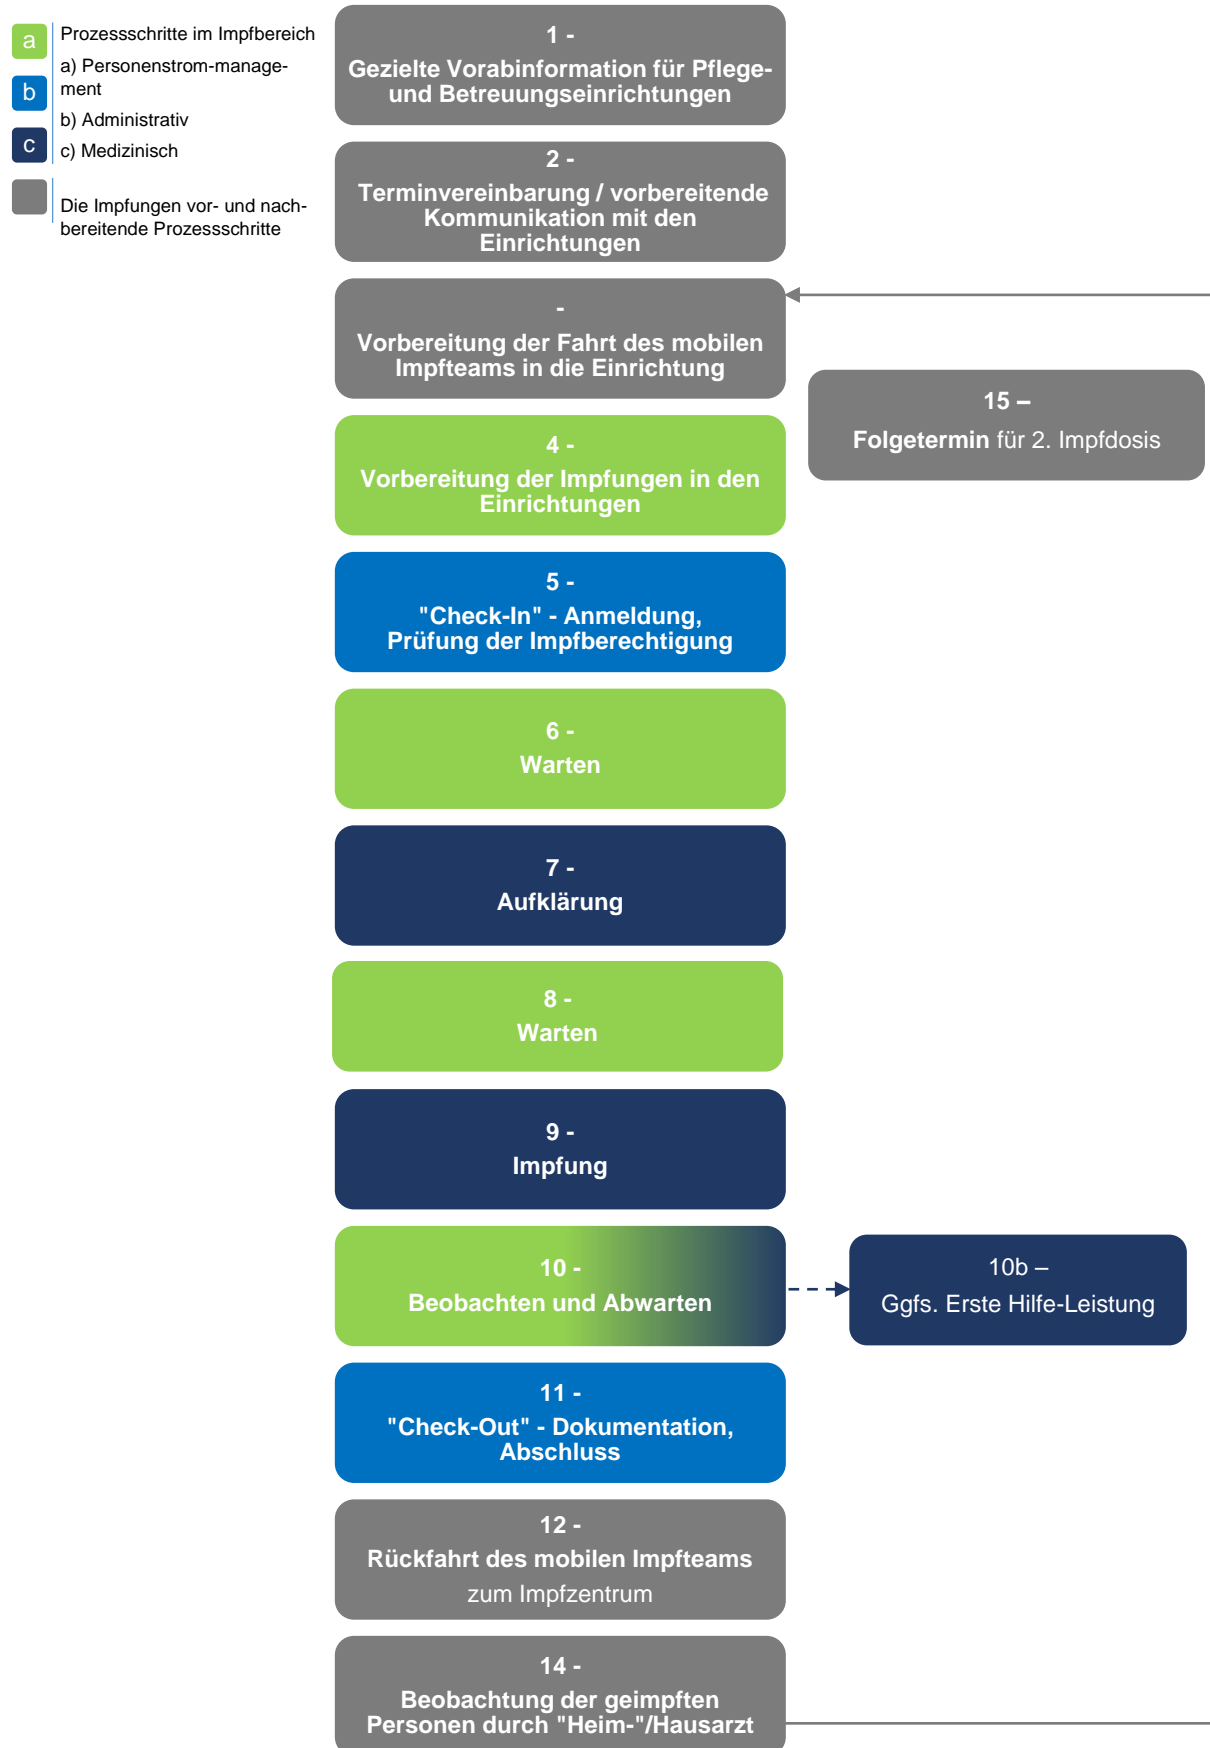 a
Prozessschritte im Impfbereich
a) Personenstrom-manage-
ment
b
b) Administrativ
c
c) Medizinisch
Die Impfungen vor- und nach-
bereitende Prozessschritte
1 -
Gezielte Vorabinformation für Pflege-
und Betreuungseinrichtungen
2 -
Terminvereinbarung / vorbereitende
Kommunikation mit den
Einrichtungen
-
Vorbereitung der Fahrt des mobilen
Impfteams in die Einrichtung
15 –
Folgetermin für 2. Impfdosis
4 -
Vorbereitung der Impfungen in den
Einrichtungen
5 -
"Check-In" - Anmeldung,
Prüfung der Impfberechtigung
6 -
Warten
7 -
Aufklärung
8 -
Warten
9 -
Impfung
10 -
Beobachten und Abwarten
10b –
Ggfs. Erste Hilfe-Leistung
11 -
"Check-Out" - Dokumentation,
Abschluss
12 -
Rückfahrt des mobilen Impfteams
zum Impfzentrum
14 -
Beobachtung der geimpften
Personen durch "Heim-"/Hausarzt